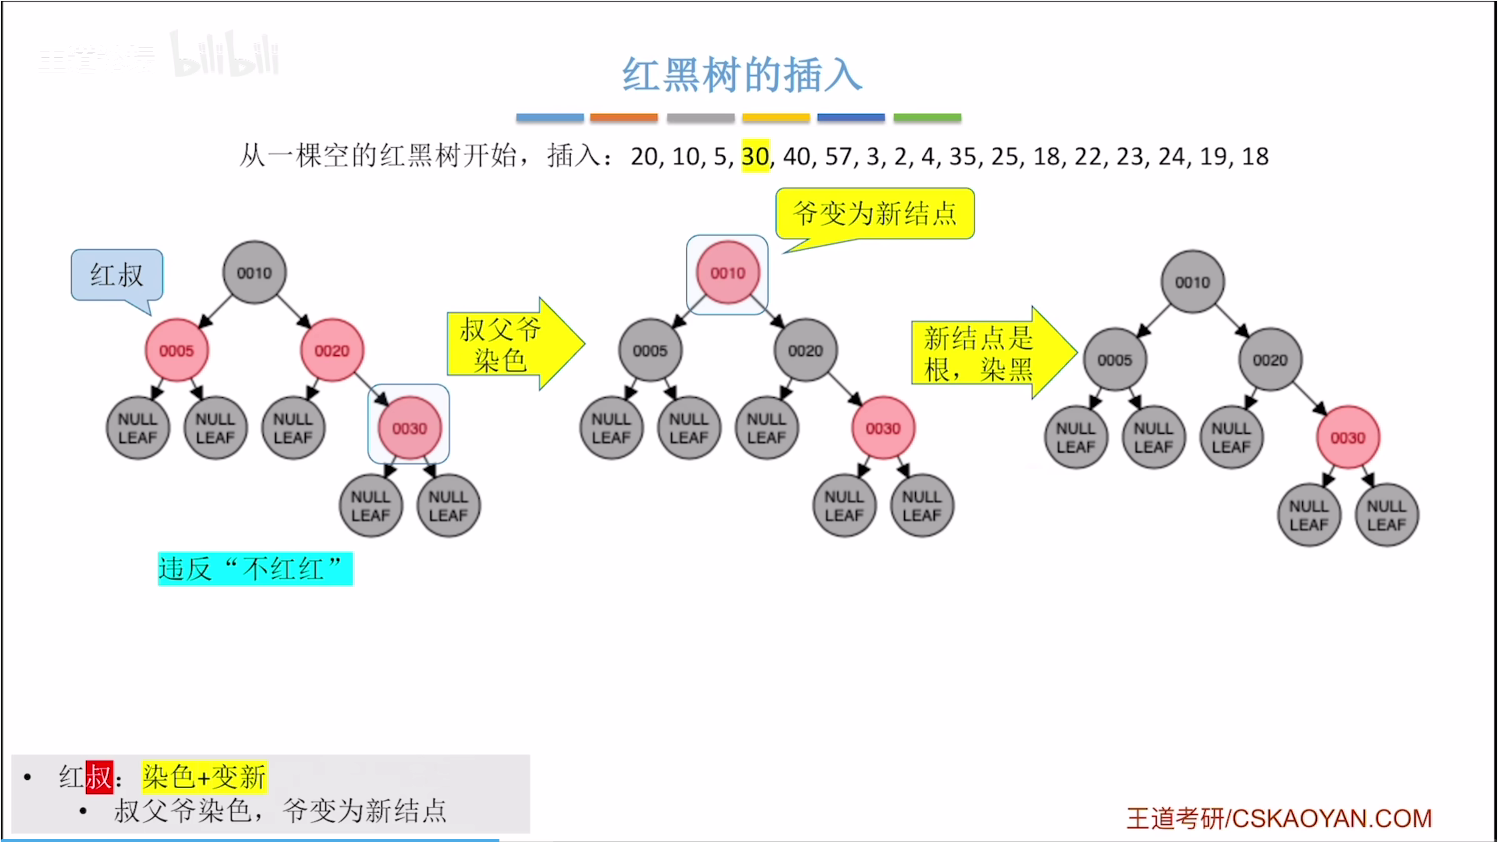 bilibili
红黑树的插入
从一棵空的红黑树开始，插入：20, 10, 5, 30, 40, 57, 3, 2, 4, 35, 25, 18, 22, 23, 24, 19, 18
红叔
0010
0005
0020
NULL LEAF
NULL LEAF
NULL LEAF
0030
NULL LEAF
NULL LEAF
违反“不红红”
叔父爷
染色
爷变为新结点
0010
0005
0020
NULL LEAF
NULL LEAF
NULL LEAF
0030
NULL LEAF
NULL LEAF
新结点是
根，染黑
0010
0005
0020
NULL LEAF
NULL LEAF
NULL LEAF
0030
NULL LEAF
NULL LEAF
• 红叔：染色+变新
• 叔父爷染色，爷变为新结点
王道考研/CSKAOYAN.COM